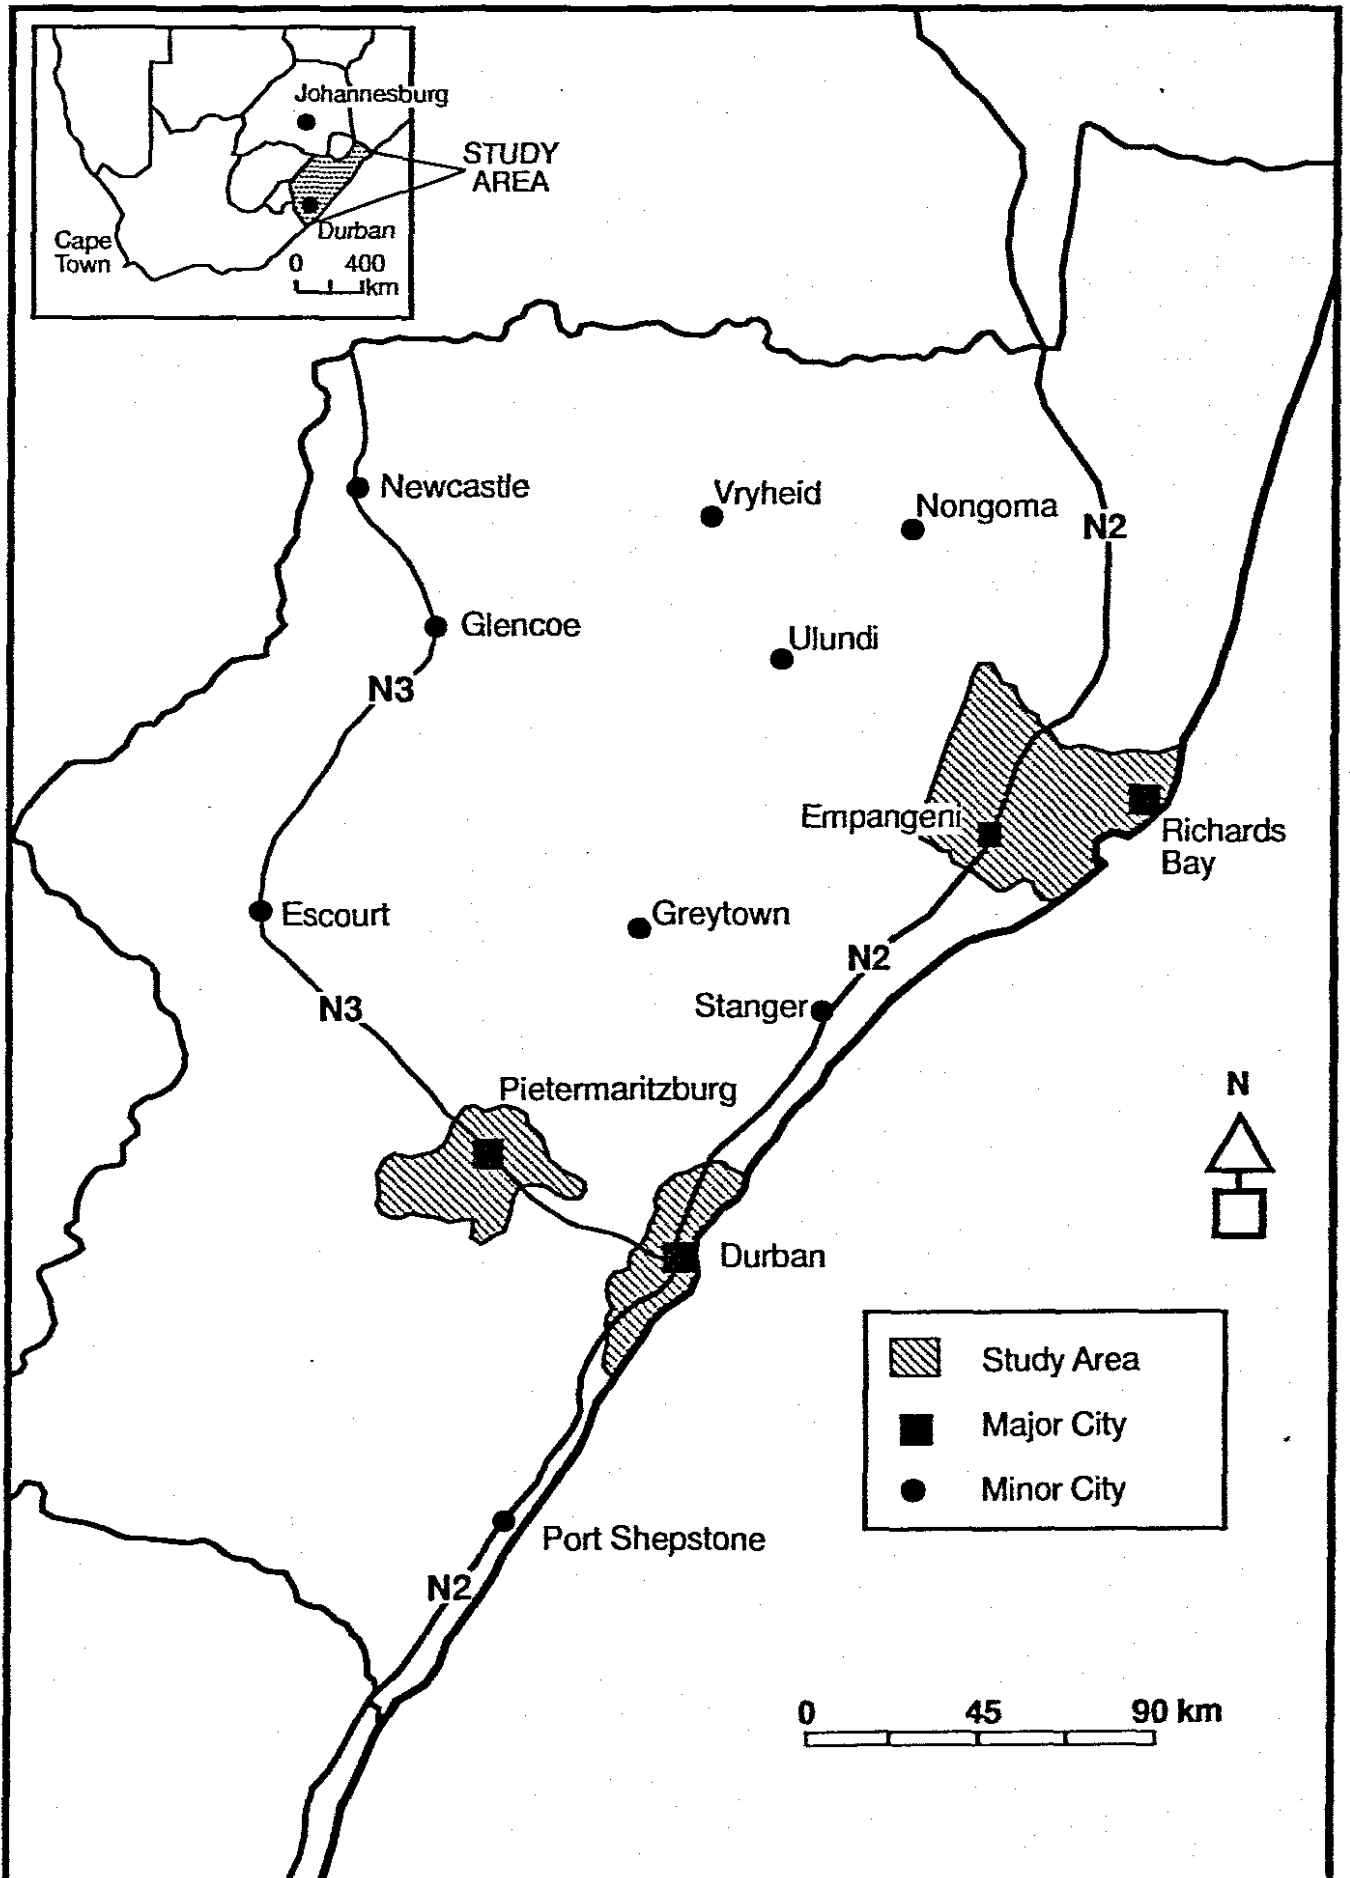 Johannesburg
STUDY
AREA
Durban
Cape
Town
0 400
km
Newcastle
Vryheid
Nongoma
N2
Glencoe
Ulundi
N3
Empangeni
Richards
Bay
Escourt
Greytown
N2
Stanger
N3
Pietermaritzburg
N
Durban
Study Area
Major City
Minor City
Port Shepstone
N2
0 45 90 km